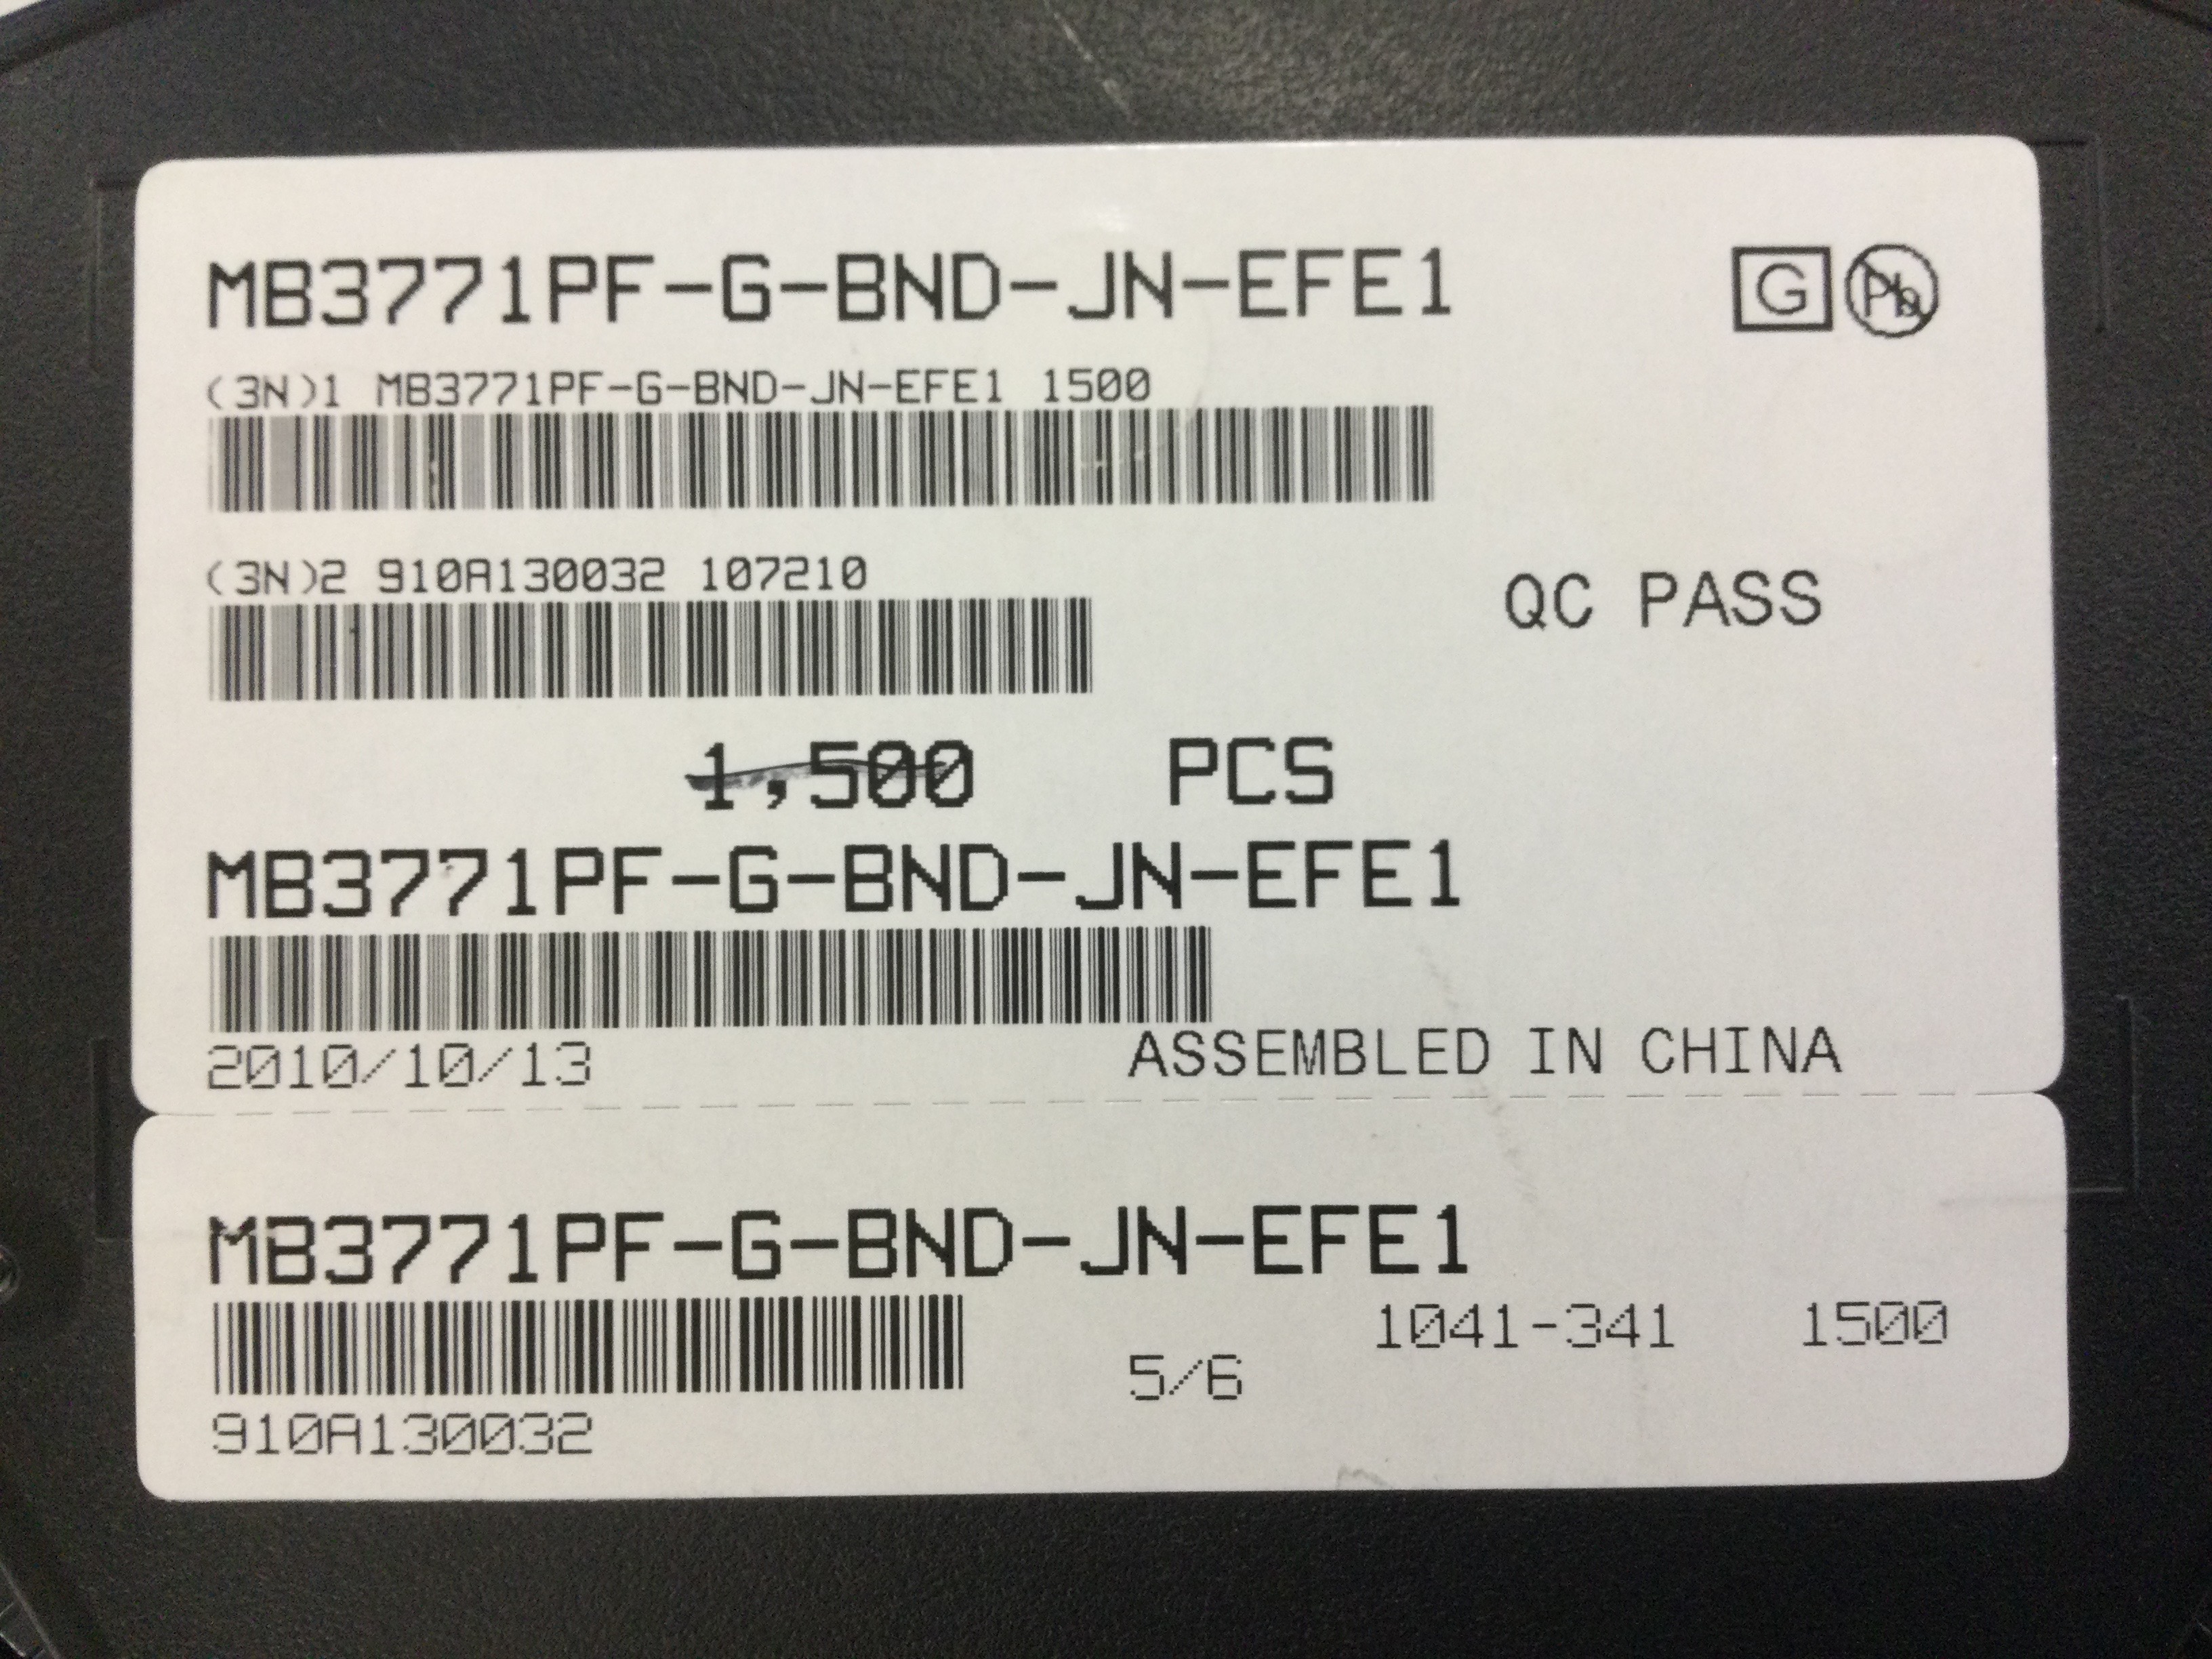 MB3771PF-G-BND-JN-EFE1 G Pb
(3N)1 MB3771PF-G-BND-JN-EFE1 1500
(3N)2 910A130032 107210
QC PASS
1,500 PCS
MB3771PF-G-BND-JN-EFE1
2010/10/13 ASSEMBLED IN CHINA
MB3771PF-G-BND-JN-EFE1
1041-341 1500
5/6
910A130032